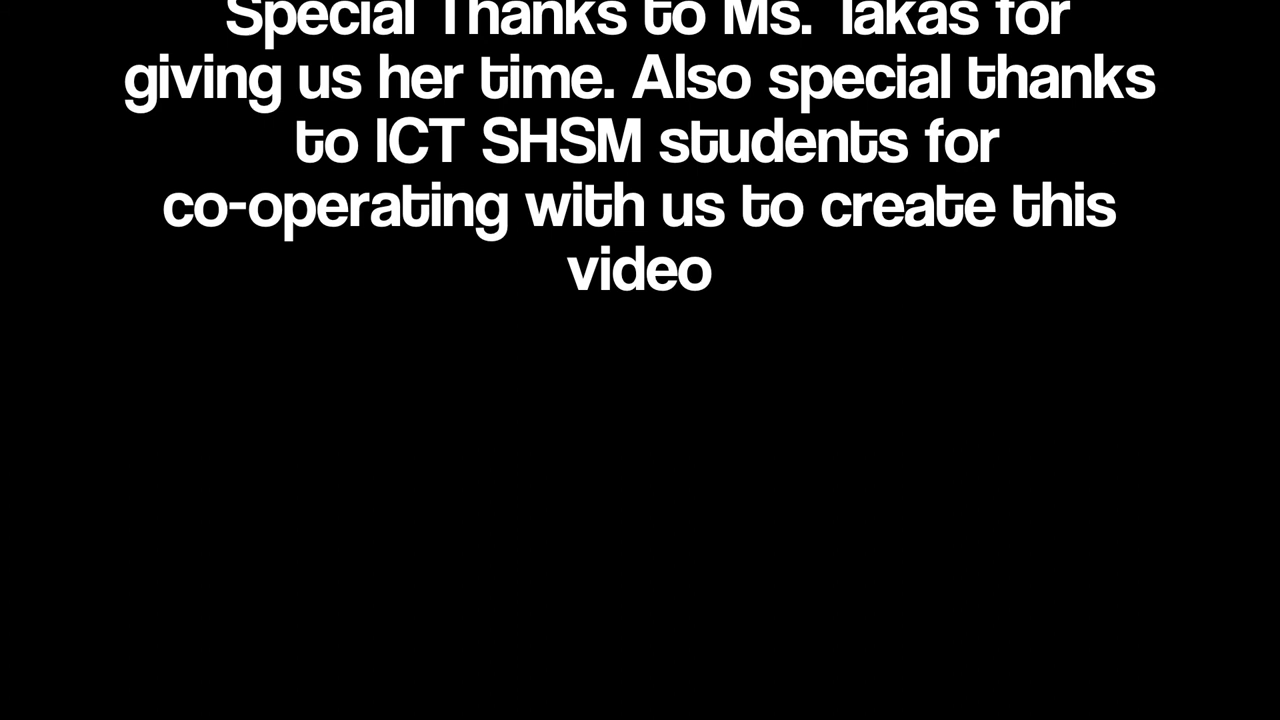 Special Thanks to Ms. Takas for
giving us her time. Also special thanks
to ICT SHSM students for
co-operating with us to create this
video